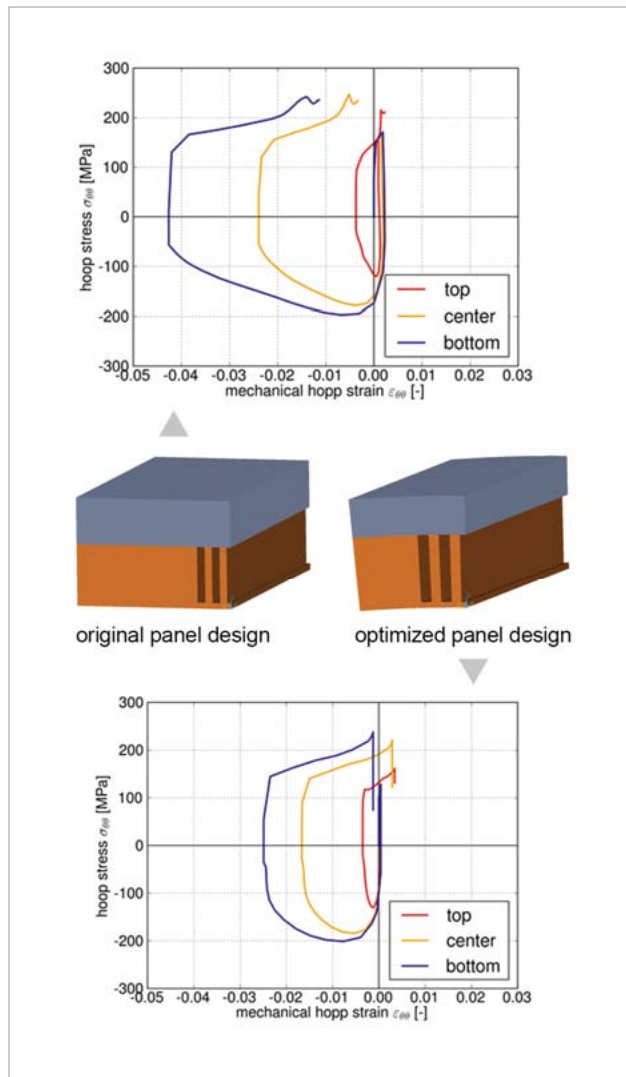 300
200
100
0
-100
-200
-300
hoop stress σθθ [MPa]
top
center
bottom
-0.05 -0.04 -0.03 -0.02 -0.01 0.00 0.01 0.02 0.03
mechanical hopp strain εθθ [-]
original panel design optimized panel design
300
200
100
0
-100
-200
-300
hoop stress σθθ [MPa]
top
center
bottom
-0.05 -0.04 -0.03 -0.02 -0.01 0.00 0.01 0.02 0.03
mechanical hopp strain εθθ [-]